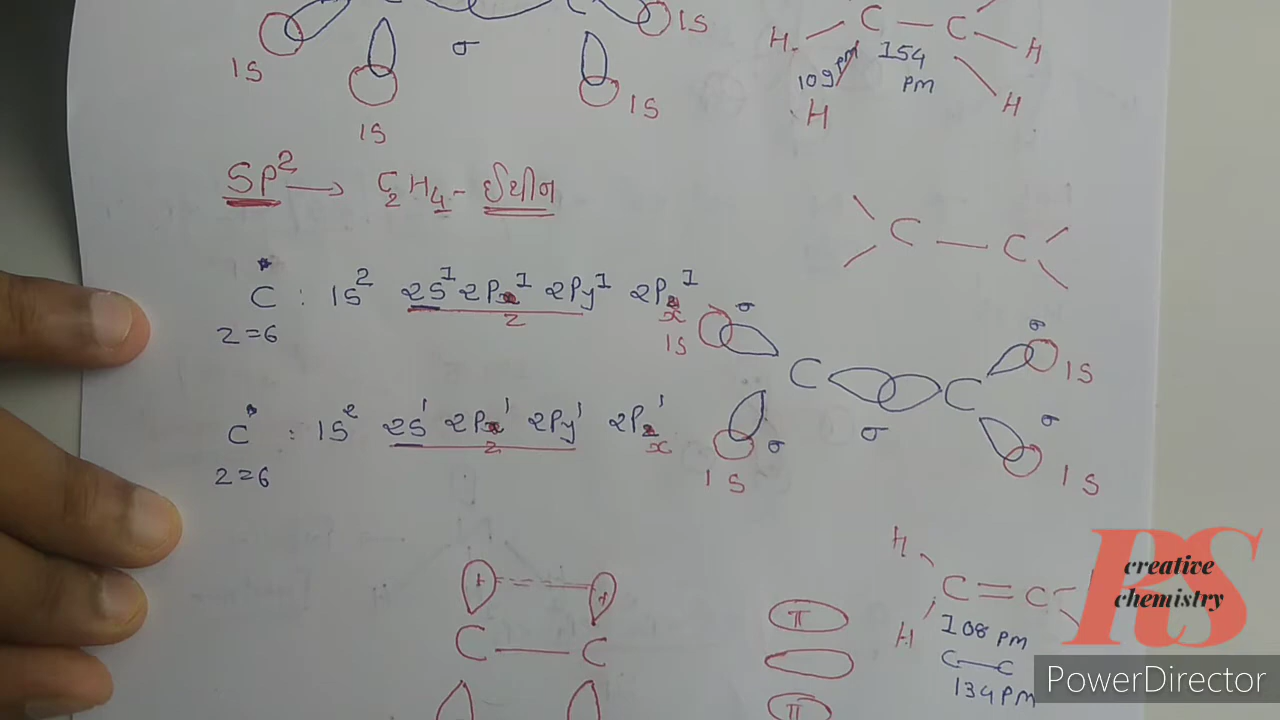 1S
σ
1S
1S
1S
H
C — C
H
H
H
109 pm
154 pm
SP² → C₂H₄ - ઈથીન
C* : 1S² 2S¹ 2Pz¹ 2Py¹ 2Px¹
Z=6
C — C
σ
1S
C
C
σ
1S
σ
1S
σ
σ
1S
C* : 1S² 2S¹ 2Pz¹ 2Py¹ 2Px¹
Z=6
+
+
C — C
π
π
H
H
C = C
108 pm
C—C
134 pm
RS
creative
chemistry
PowerDirector